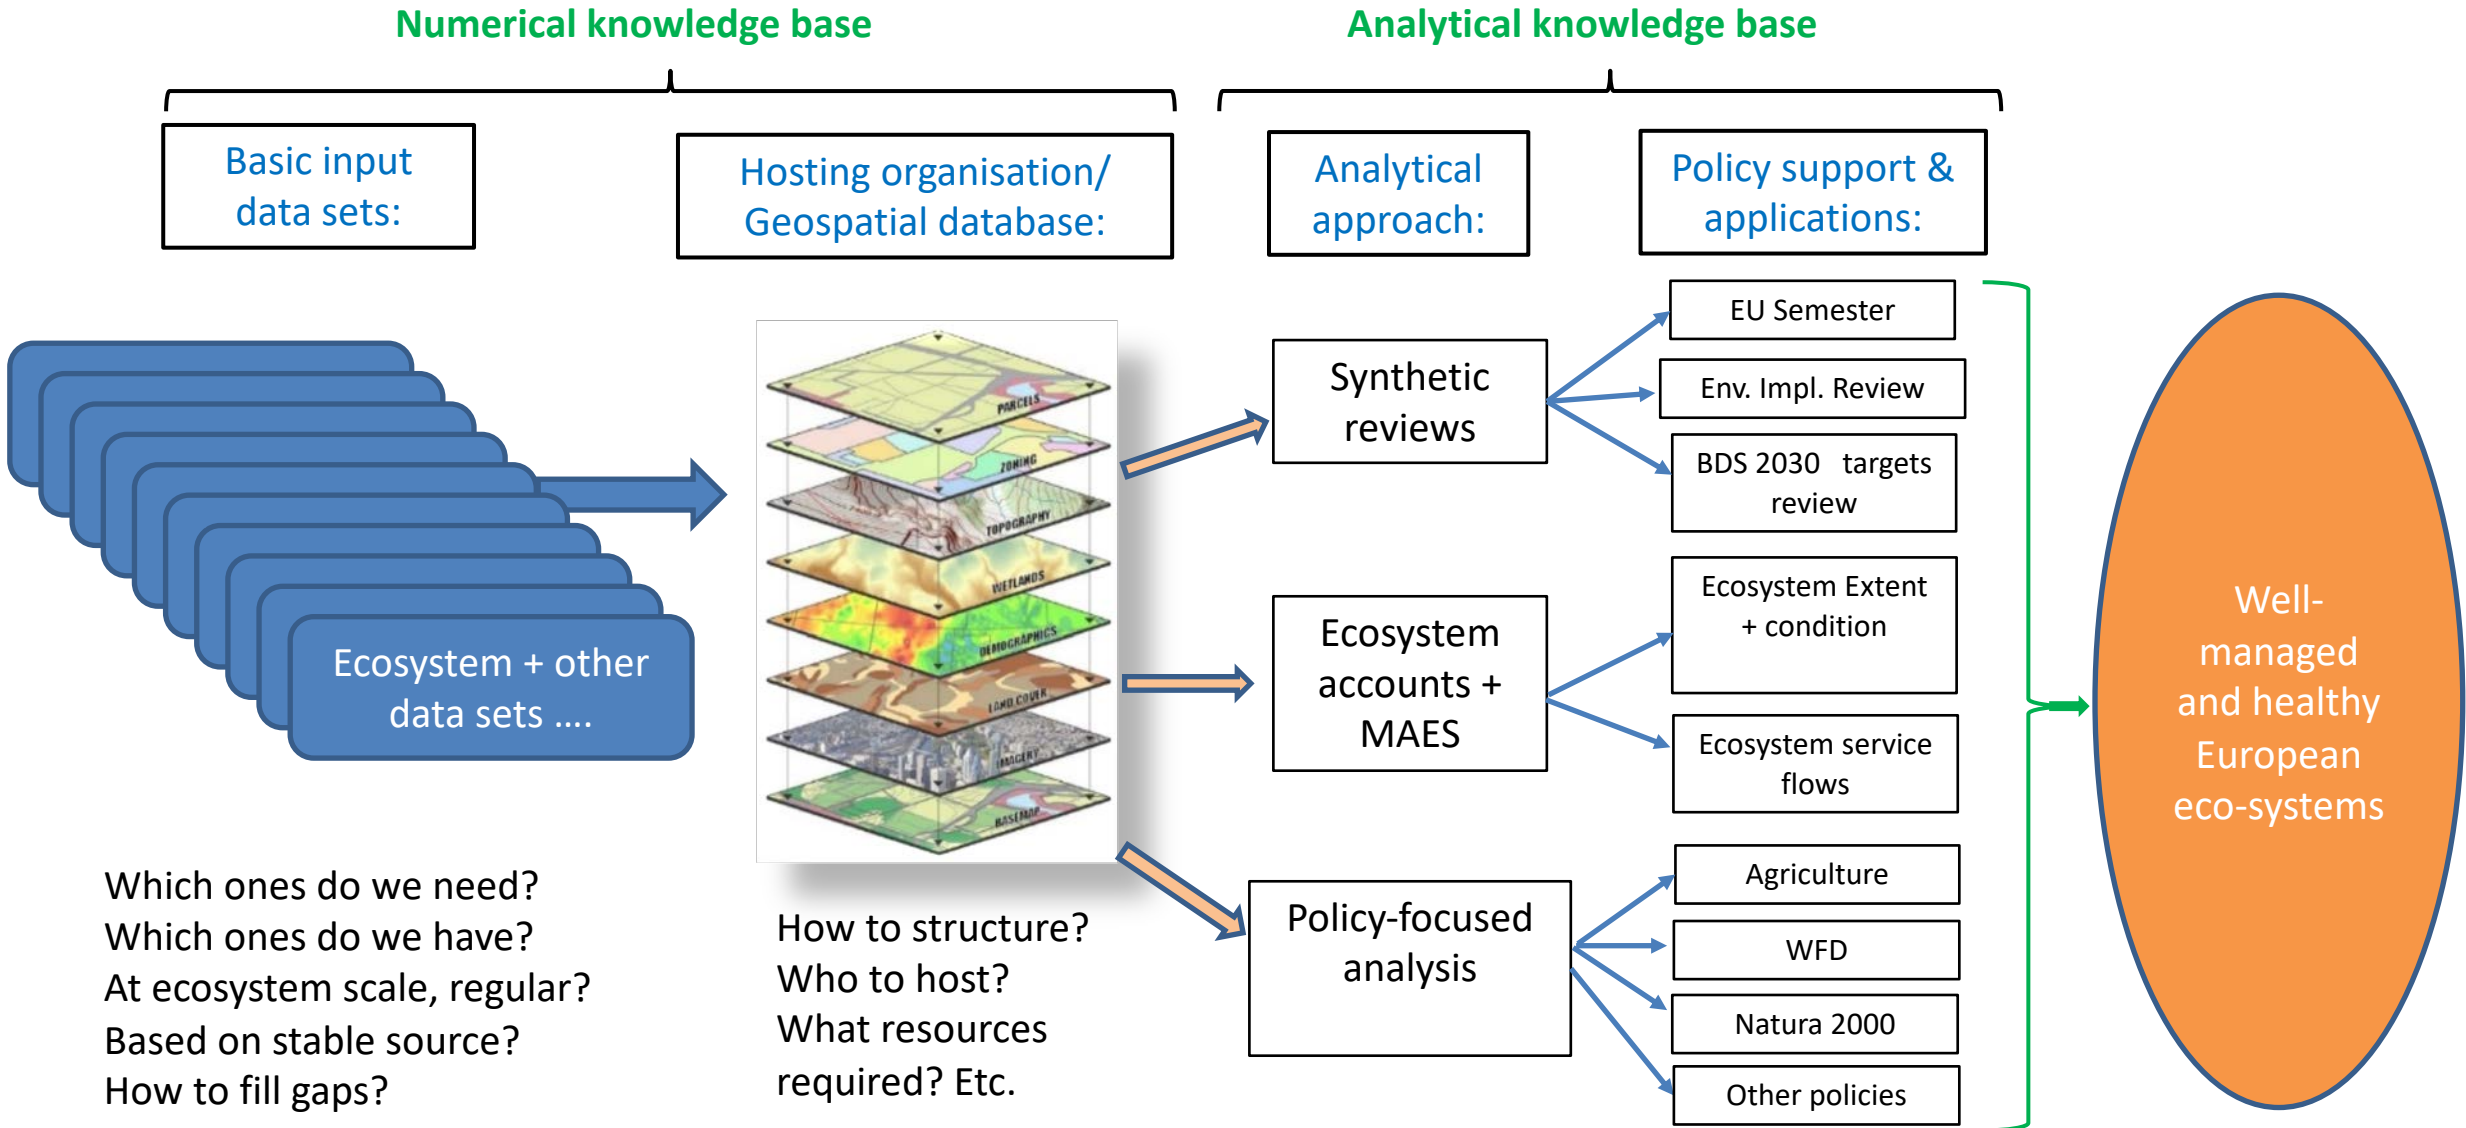 Numerical knowledge base
Analytical knowledge base
Basic input
data sets:
Hosting organisation/
Geospatial database:
Analytical
approach:
Policy support &
applications:
Ecosystem + other
data sets ....
Which ones do we need?
Which ones do we have?
At ecosystem scale, regular?
Based on stable source?
How to fill gaps?
PARCELS
ZONING
TOPOGRAPHY
WETLANDS
DEMOGRAPHICS
LAND COVER
IMAGERY
BASEMAP
How to structure?
Who to host?
What resources
required? Etc.
Synthetic
reviews
Ecosystem
accounts +
MAES
Policy-focused
analysis
EU Semester
Env. Impl. Review
BDS 2030 targets
review
Ecosystem Extent
+ condition
Ecosystem service
flows
Agriculture
WFD
Natura 2000
Other policies
Well-
managed
and healthy
European
eco-systems